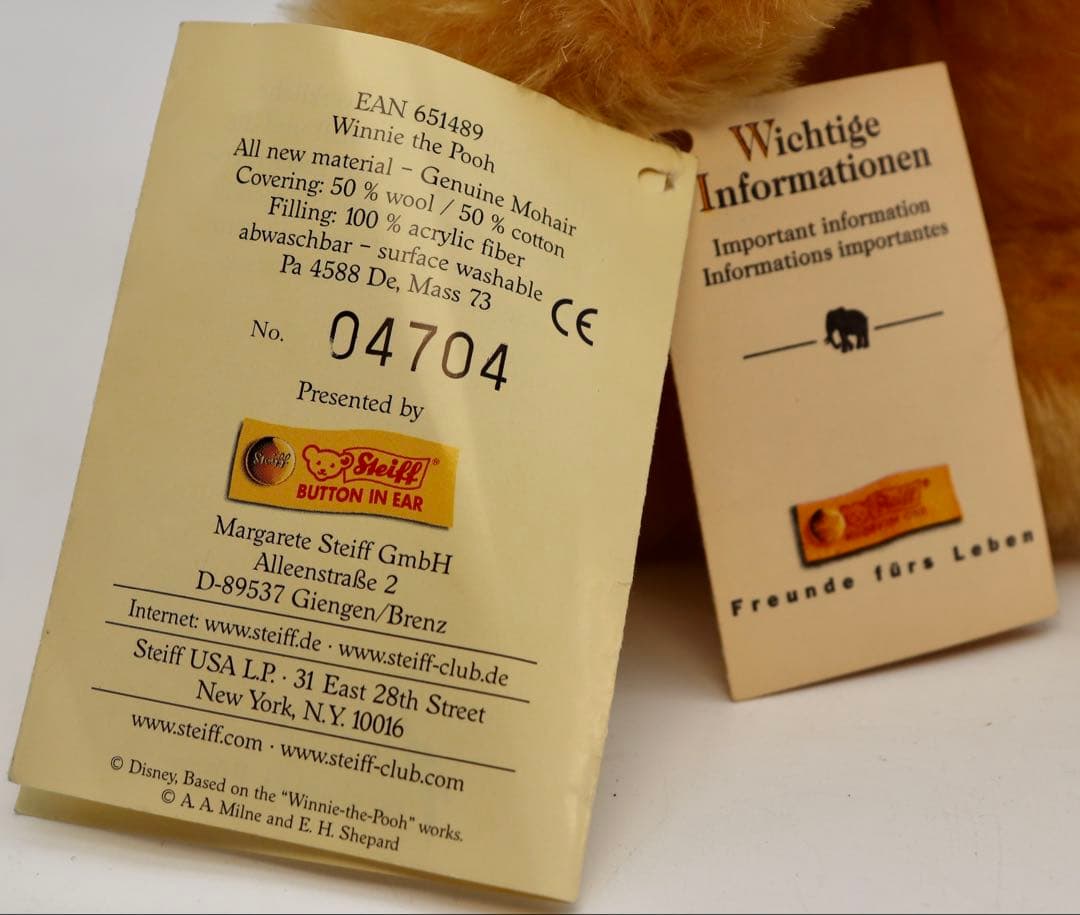 EAN 651489
Winnie the Pooh
All new material – Genuine Mohair
Covering: 50 % wool / 50 % cotton
Filling: 100 % acrylic fiber
abwaschbar – surface washable
Pa 4588 De, Mass 73
CE
No. 04704
Presented by
Steiff
Steiff®
BUTTON IN EAR
Margarete Steiff GmbH
Alleenstraße 2
D-89537 Giengen/Brenz
Internet: www.steiff.de · www.steiff-club.de
Steiff USA L.P. · 31 East 28th Street
New York, N.Y. 10016
www.steiff.com · www.steiff-club.com
© Disney, Based on the “Winnie-the-Pooh” works.
© A. A. Milne and E. H. Shepard
Wichtige
Informationen
Important information
Informations importantes
Steiff®
Freunde fürs Leben